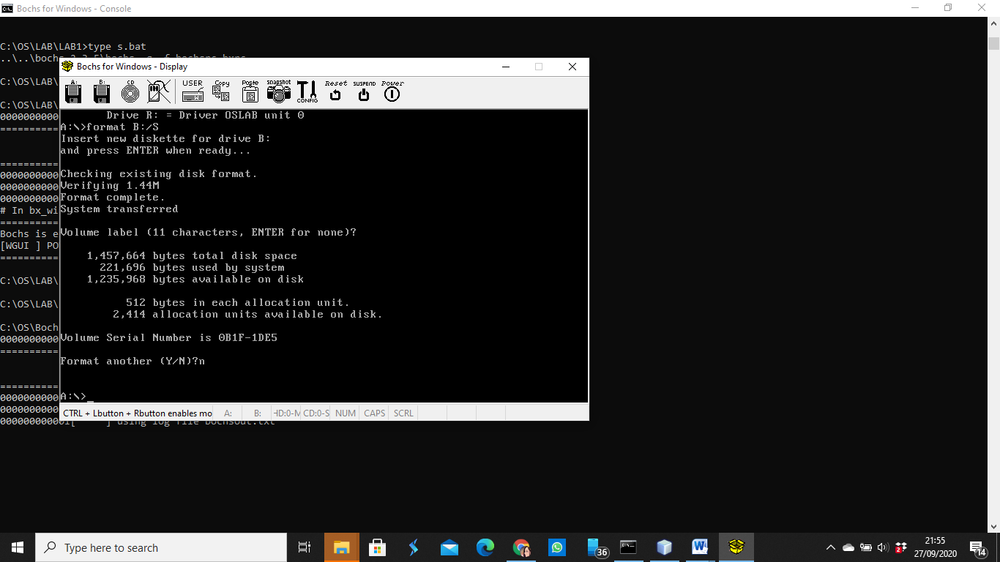 Bochs for Windows - Console
C:\OS\LAB\LAB1>type s.bat
C:\OS\LAB\
C:\OS\LAB\
0000000000
==========
Bochs for Windows - Display
A: B: CD USER Copy Paste snapshot CONFIG Reset SUSPEND Power
Drive R: = Driver OSLAB unit 0
A:\>format B:/S
Insert new diskette for drive B:
and press ENTER when ready...
Checking existing disk format.
Verifying 1.44M
Format complete.
System transferred
Volume label (11 characters, ENTER for none)?
1,457,664 bytes total disk space
221,696 bytes used by system
1,235,968 bytes available on disk
512 bytes in each allocation unit.
2,414 allocation units available on disk.
Volume Serial Number is 0B1F-1DE5
Format another (Y/N)?n
A:\>_
CTRL + Lbutton + Rbutton enables mo A: B: HD:0-M CD:0-S NUM CAPS SCRL
==========
0000000000
0000000000
0000000000
# In bx_wi
==========
Bochs is e
[WGUI ] PO
==========
C:\OS\LAB\
C:\OS\LAB\
C:\OS\Boch
0000000000
==========
==========
0000000000
0000000000
00000000001[ ] using log file bochsout.txt
Type here to search
36
2
21:55
27/09/2020
14